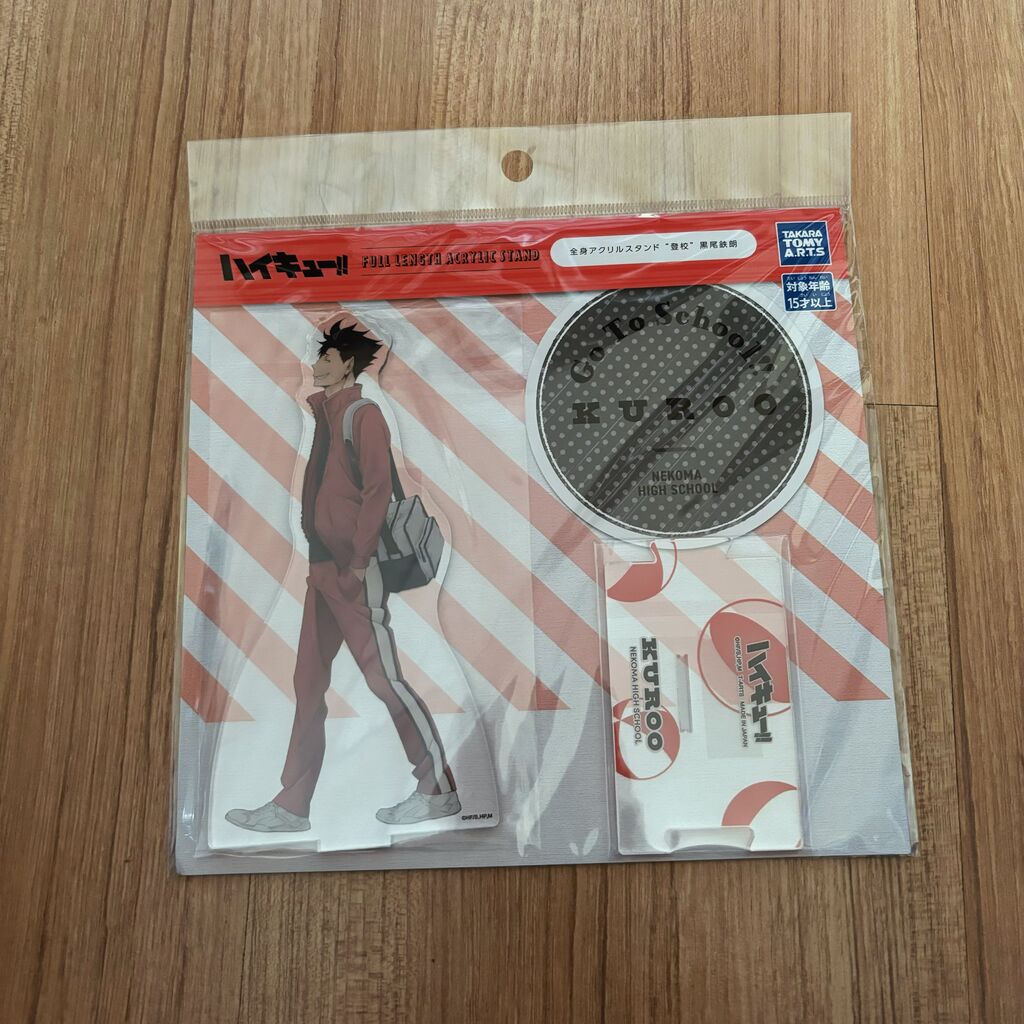 ハイキュー!!
FULL LENGTH ACRYLIC STAND
全身アクリルスタンド "登校" 黒尾鉄朗
TAKARA
TOMY
A.R.T.S
対象年齢
15才以上
Go To School!!
KUROO
NEKOMA
HIGH SCHOOL
KUROO
NEKOMA HIGH SCHOOL
ハイキュー!!
MADE IN JAPAN